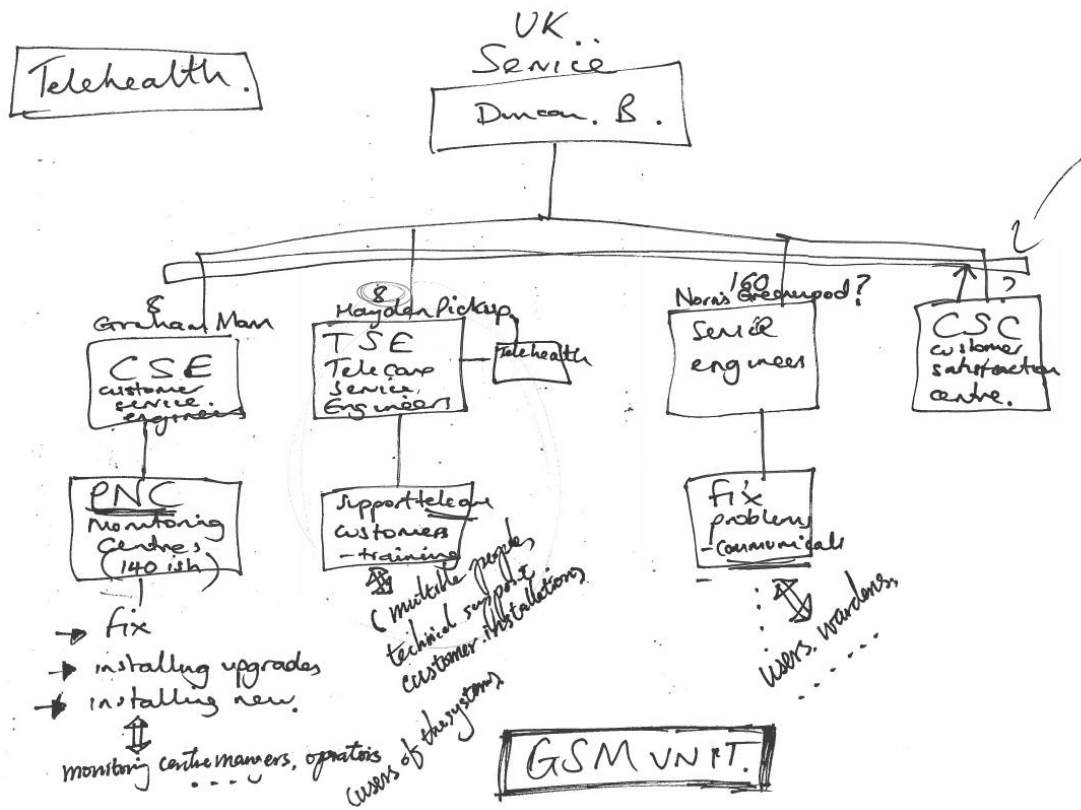 UK
Service
Telehealth.
Duncan. B.
8
Graham Mann
CSE
customer
service.
engineers
PNC
Monitoring
Centres
(140 ish)
→ fix
→ installing upgrades
→ installing new.
monitoring centre managers, operators
....
8
Hayden Pickup
TSE
Telecare
Service.
Engineers
Telehealth
Support telecare
customers
- training
(multiple people,
technical support
customer installation)
(users of the systems)
160
Norris Greenwood?
Service
engineers
fix
problems
- communicals
users. wardens.
....
?
CSC
customer
satisfaction
centre.
GSM UNIT.